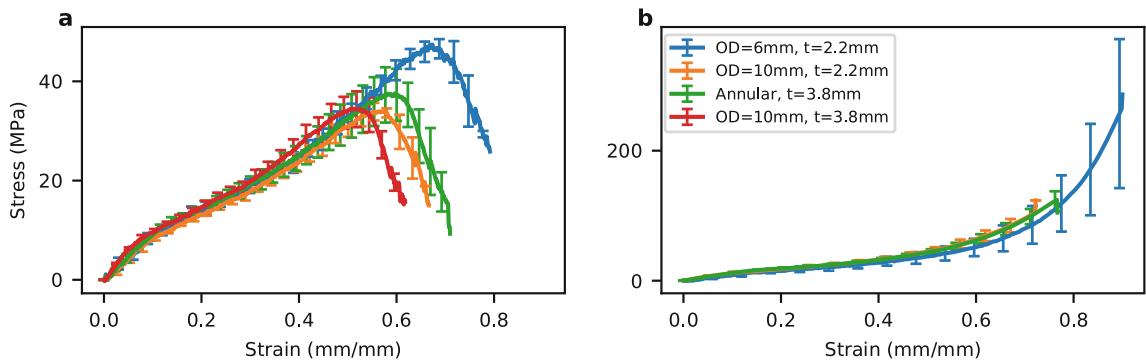 a
Stress (MPa)
40
20
0
0.0 0.2 0.4 0.6 0.8
Strain (mm/mm)
b
OD=6mm, t=2.2mm
OD=10mm, t=2.2mm
Annular, t=3.8mm
OD=10mm, t=3.8mm
200
0
0.0 0.2 0.4 0.6 0.8
Strain (mm/mm)